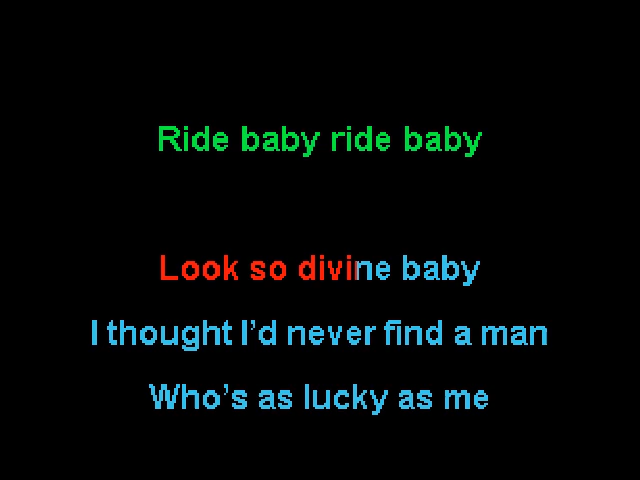 Ride baby ride baby
Look so divine baby
I thought I'd never find a man
Who's as lucky as me